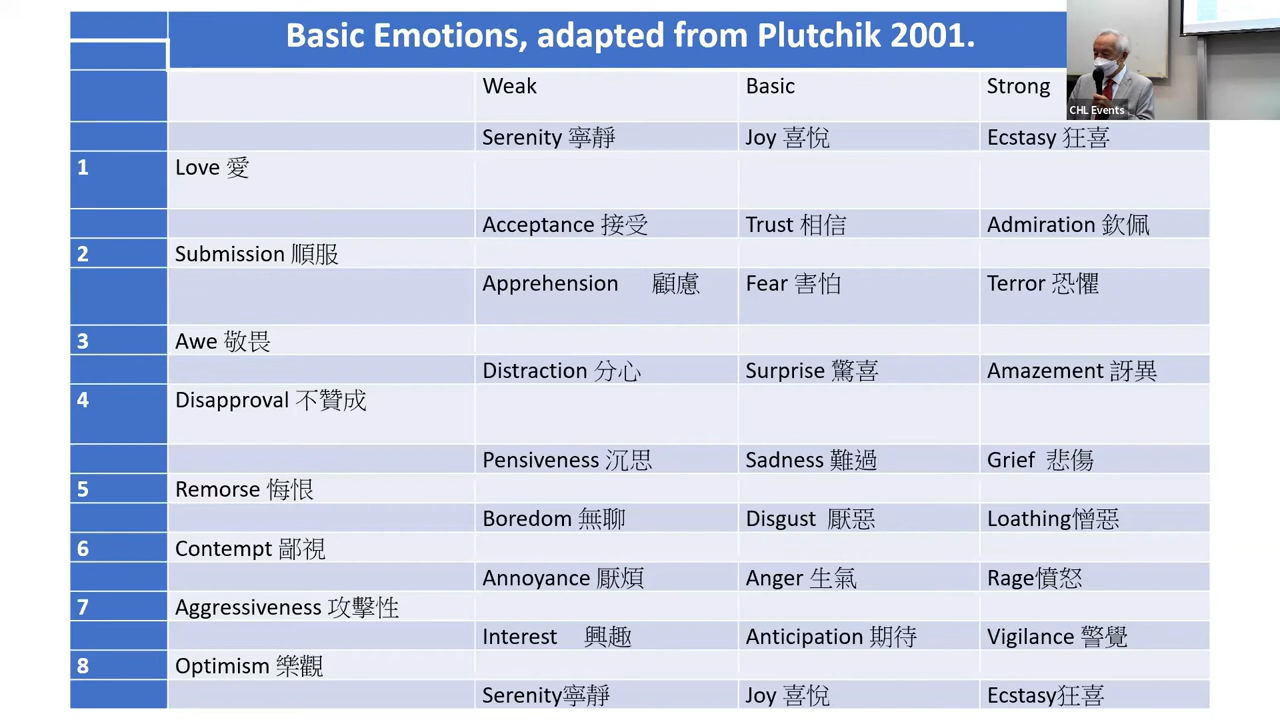 Basic Emotions, adapted from Plutchik 2001.
Weak Basic Strong
CHL Events
Serenity 寧靜 Joy 喜悅 Ecstasy 狂喜
1 Love 愛
Acceptance 接受 Trust 相信 Admiration 欽佩
2 Submission 順服
Apprehension 顧慮 Fear 害怕 Terror 恐懼
3 Awe 敬畏
Distraction 分心 Surprise 驚喜 Amazement 訝異
4 Disapproval 不贊成
Pensiveness 沉思 Sadness 難過 Grief 悲傷
5 Remorse 悔恨
Boredom 無聊 Disgust 厭惡 Loathing憎惡
6 Contempt 鄙視
Annoyance 厭煩 Anger 生氣 Rage憤怒
7 Aggressiveness 攻擊性
Interest 興趣 Anticipation 期待 Vigilance 警覺
8 Optimism 樂觀
Serenity寧靜 Joy 喜悅 Ecstasy狂喜